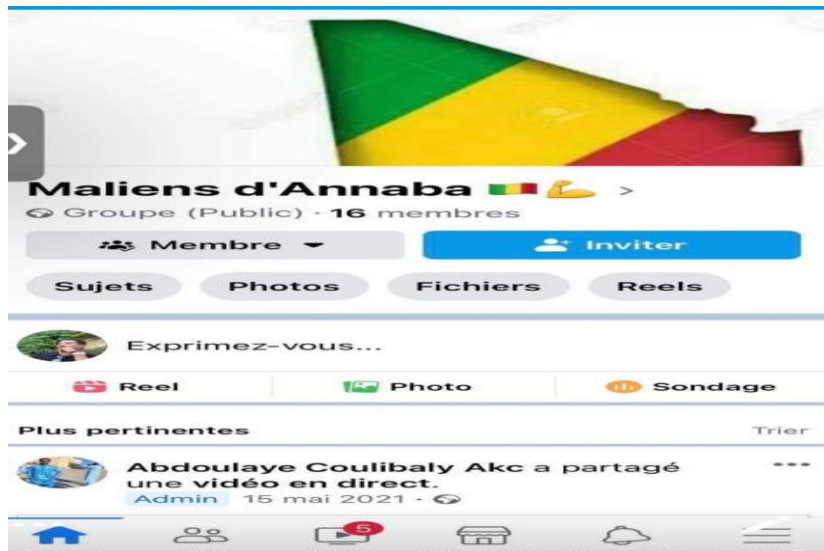 Maliens d'Annaba 🇲🇱💪 >
Groupe (Public) · 16 membres
Membre
Inviter
Sujets Photos Fichiers Reels
Exprimez-vous...
Reel Photo Sondage
Plus pertinentes Trier
Abdoulaye Coulibaly Akc a partagé
une vidéo en direct.
Admin 15 mai 2021 ·
5